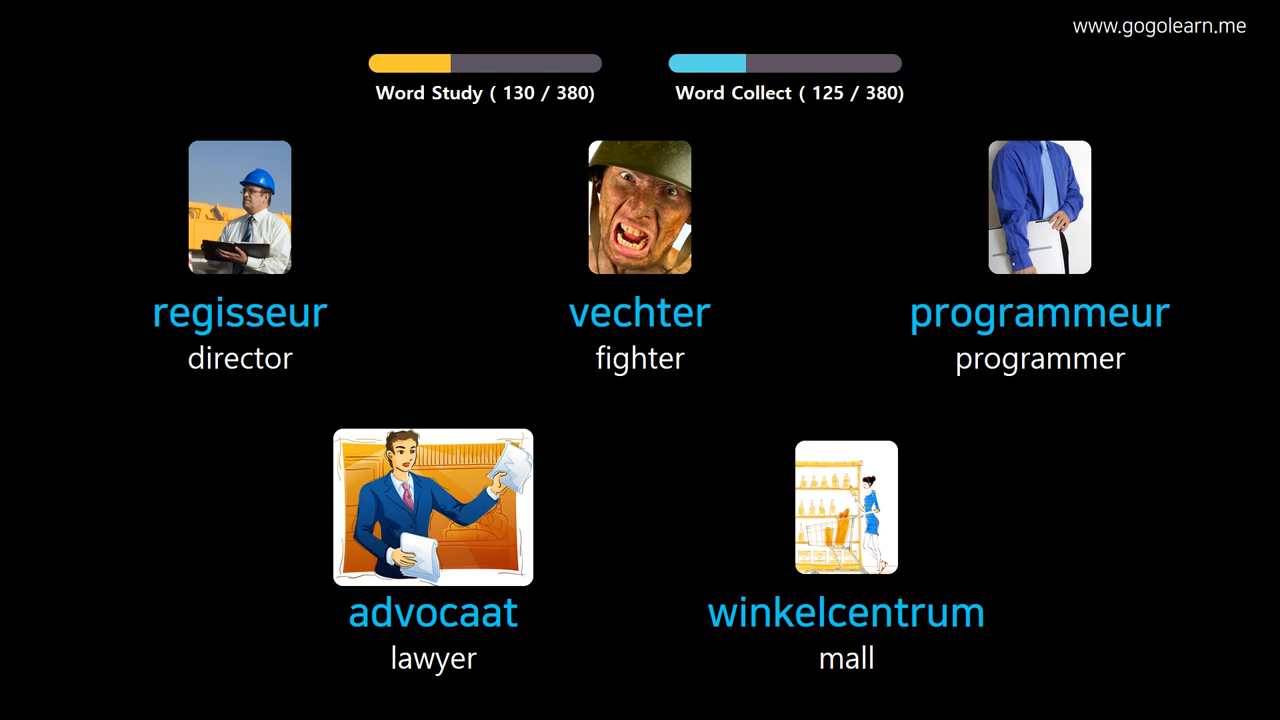 www.gogolearn.me
Word Study ( 130 / 380)
Word Collect ( 125 / 380)
regisseur
director
vechter
fighter
programmeur
programmer
advocaat
lawyer
winkelcentrum
mall